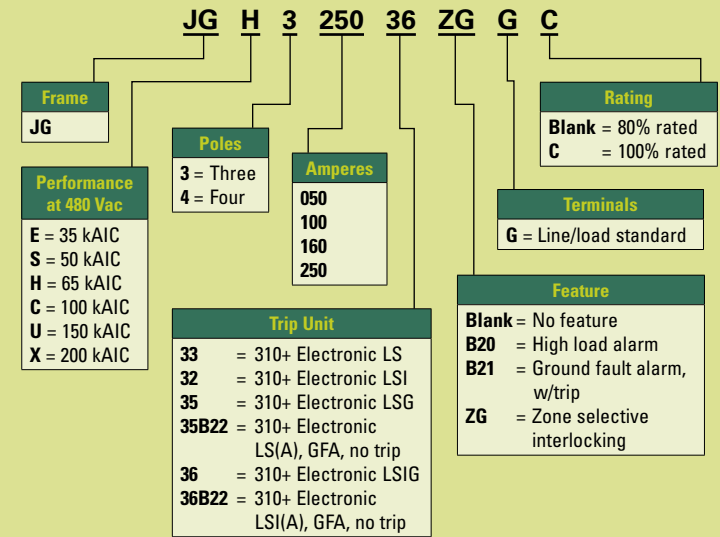 JG H 3 250 36 ZG G C
Frame
JG
Performance
at 480 Vac
E = 35 kAIC
S = 50 kAIC
H = 65 kAIC
C = 100 kAIC
U = 150 kAIC
X = 200 kAIC
Poles
3 = Three
4 = Four
Amperes
050
100
160
250
Trip Unit
33 = 310+ Electronic LS
32 = 310+ Electronic LSI
35 = 310+ Electronic LSG
35B22 = 310+ Electronic
LS(A), GFA, no trip
36 = 310+ Electronic LSIG
36B22 = 310+ Electronic
LSI(A), GFA, no trip
Rating
Blank = 80% rated
C = 100% rated
Terminals
G = Line/load standard
Feature
Blank = No feature
B20 = High load alarm
B21 = Ground fault alarm,
w/trip
ZG = Zone selective
interlocking